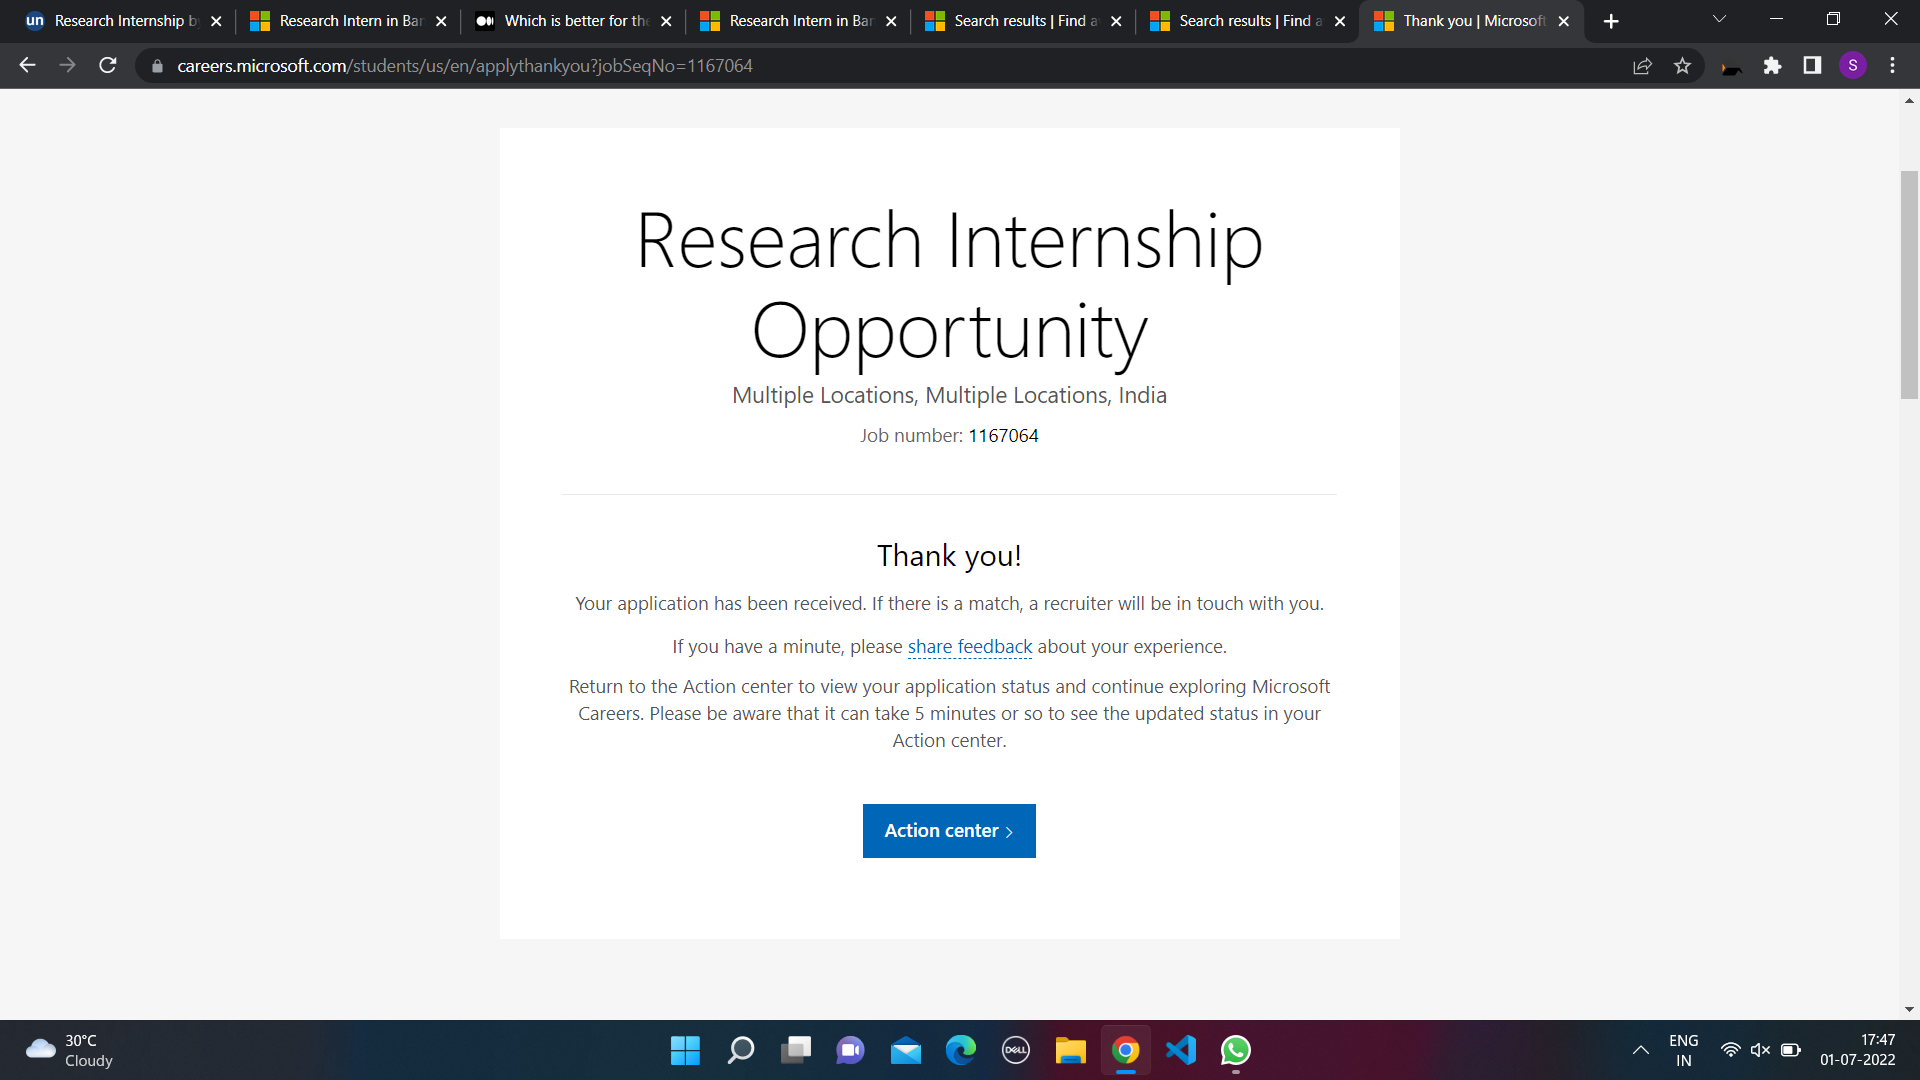 un Research Internship by
Research Intern in Ban
Which is better for the
Research Intern in Ban
Search results | Find a
Search results | Find a
Thank you | Microsoft
careers.microsoft.com/students/us/en/applythankyou?jobSeqNo=1167064
S
Research Internship
Opportunity
Multiple Locations, Multiple Locations, India
Job number: 1167064
Thank you!
Your application has been received. If there is a match, a recruiter will be in touch with you.
If you have a minute, please share feedback about your experience.
Return to the Action center to view your application status and continue exploring Microsoft
Careers. Please be aware that it can take 5 minutes or so to see the updated status in your
Action center.
Action center
30°C
Cloudy
DELL
ENG
IN
17:47
01-07-2022